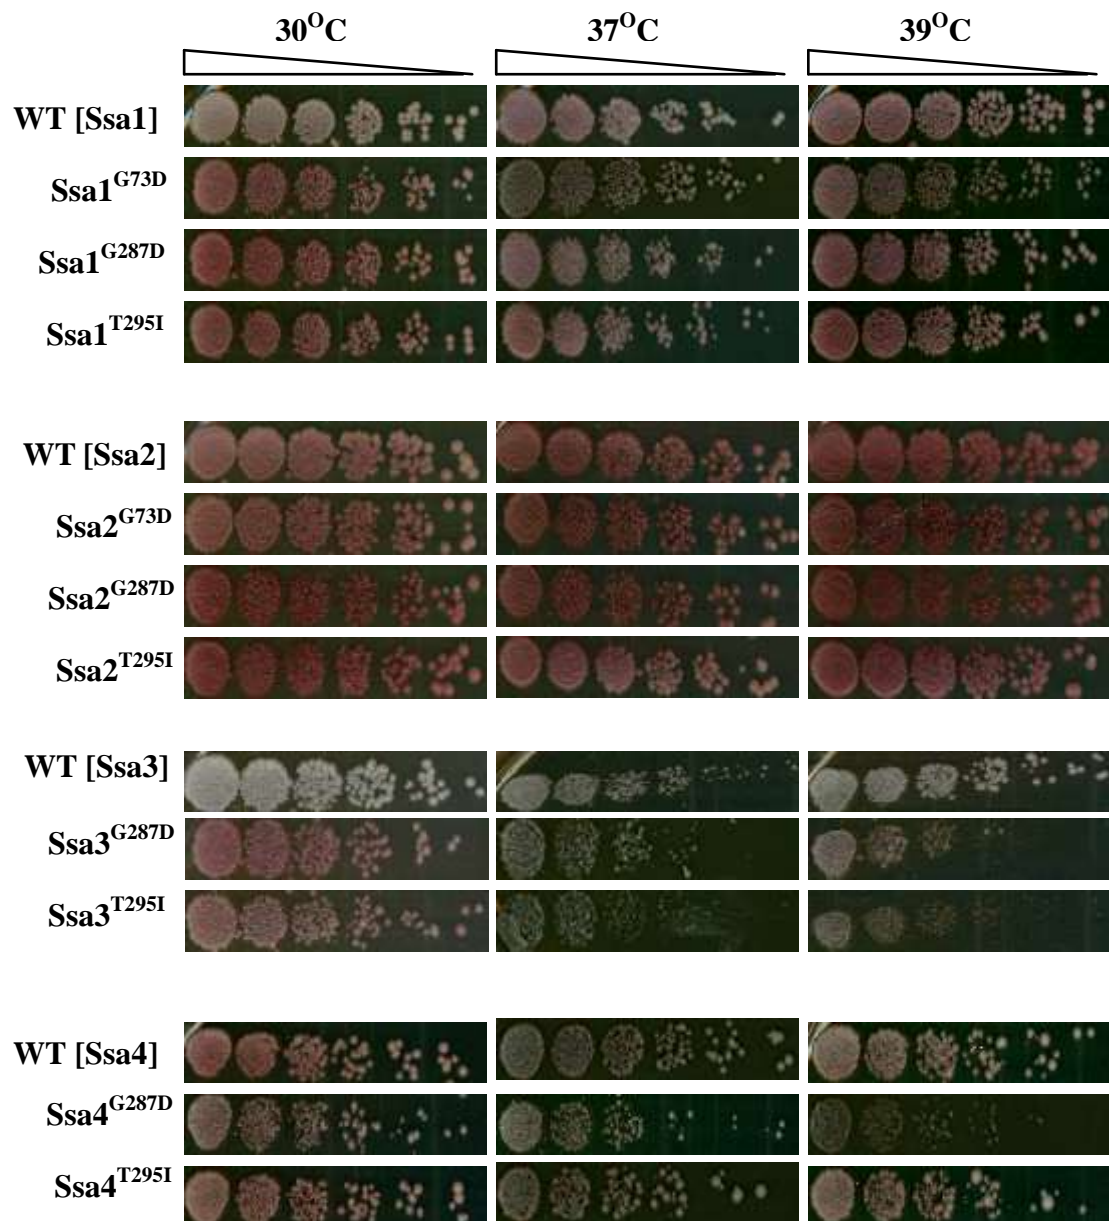 30ᴼC 37ᴼC 39ᴼC
WT [Ssa1]
Ssa1ᴳ⁷³ᴰ
Ssa1ᴳ²⁸⁷ᴰ
Ssa1ᵀ²⁹⁵ᴵ
WT [Ssa2]
Ssa2ᴳ⁷³ᴰ
Ssa2ᴳ²⁸⁷ᴰ
Ssa2ᵀ²⁹⁵ᴵ
WT [Ssa3]
Ssa3ᴳ²⁸⁷ᴰ
Ssa3ᵀ²⁹⁵ᴵ
WT [Ssa4]
Ssa4ᴳ²⁸⁷ᴰ
Ssa4ᵀ²⁹⁵ᴵ